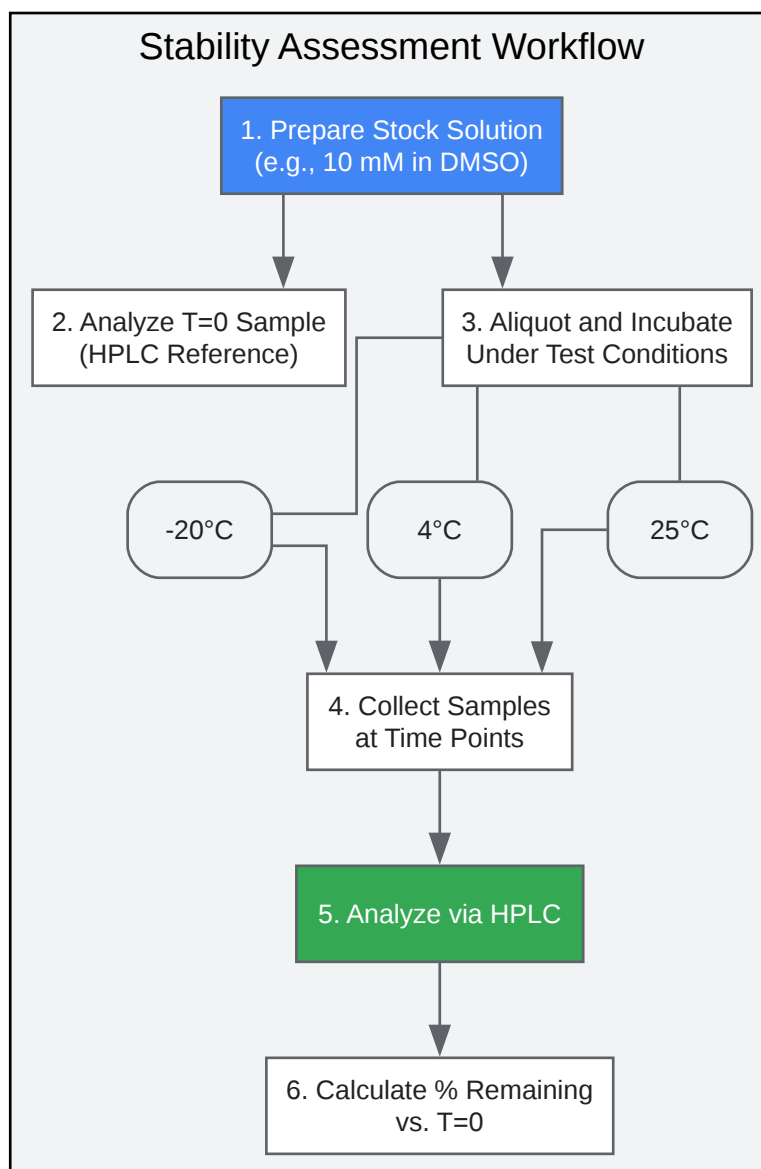 Stability Assessment Workflow
1. Prepare Stock Solution
(e.g., 10 mM in DMSO)
2. Analyze T=0 Sample
(HPLC Reference)
3. Aliquot and Incubate
Under Test Conditions
-20°C
4°C
25°C
4. Collect Samples
at Time Points
5. Analyze via HPLC
6. Calculate % Remaining
vs. T=0